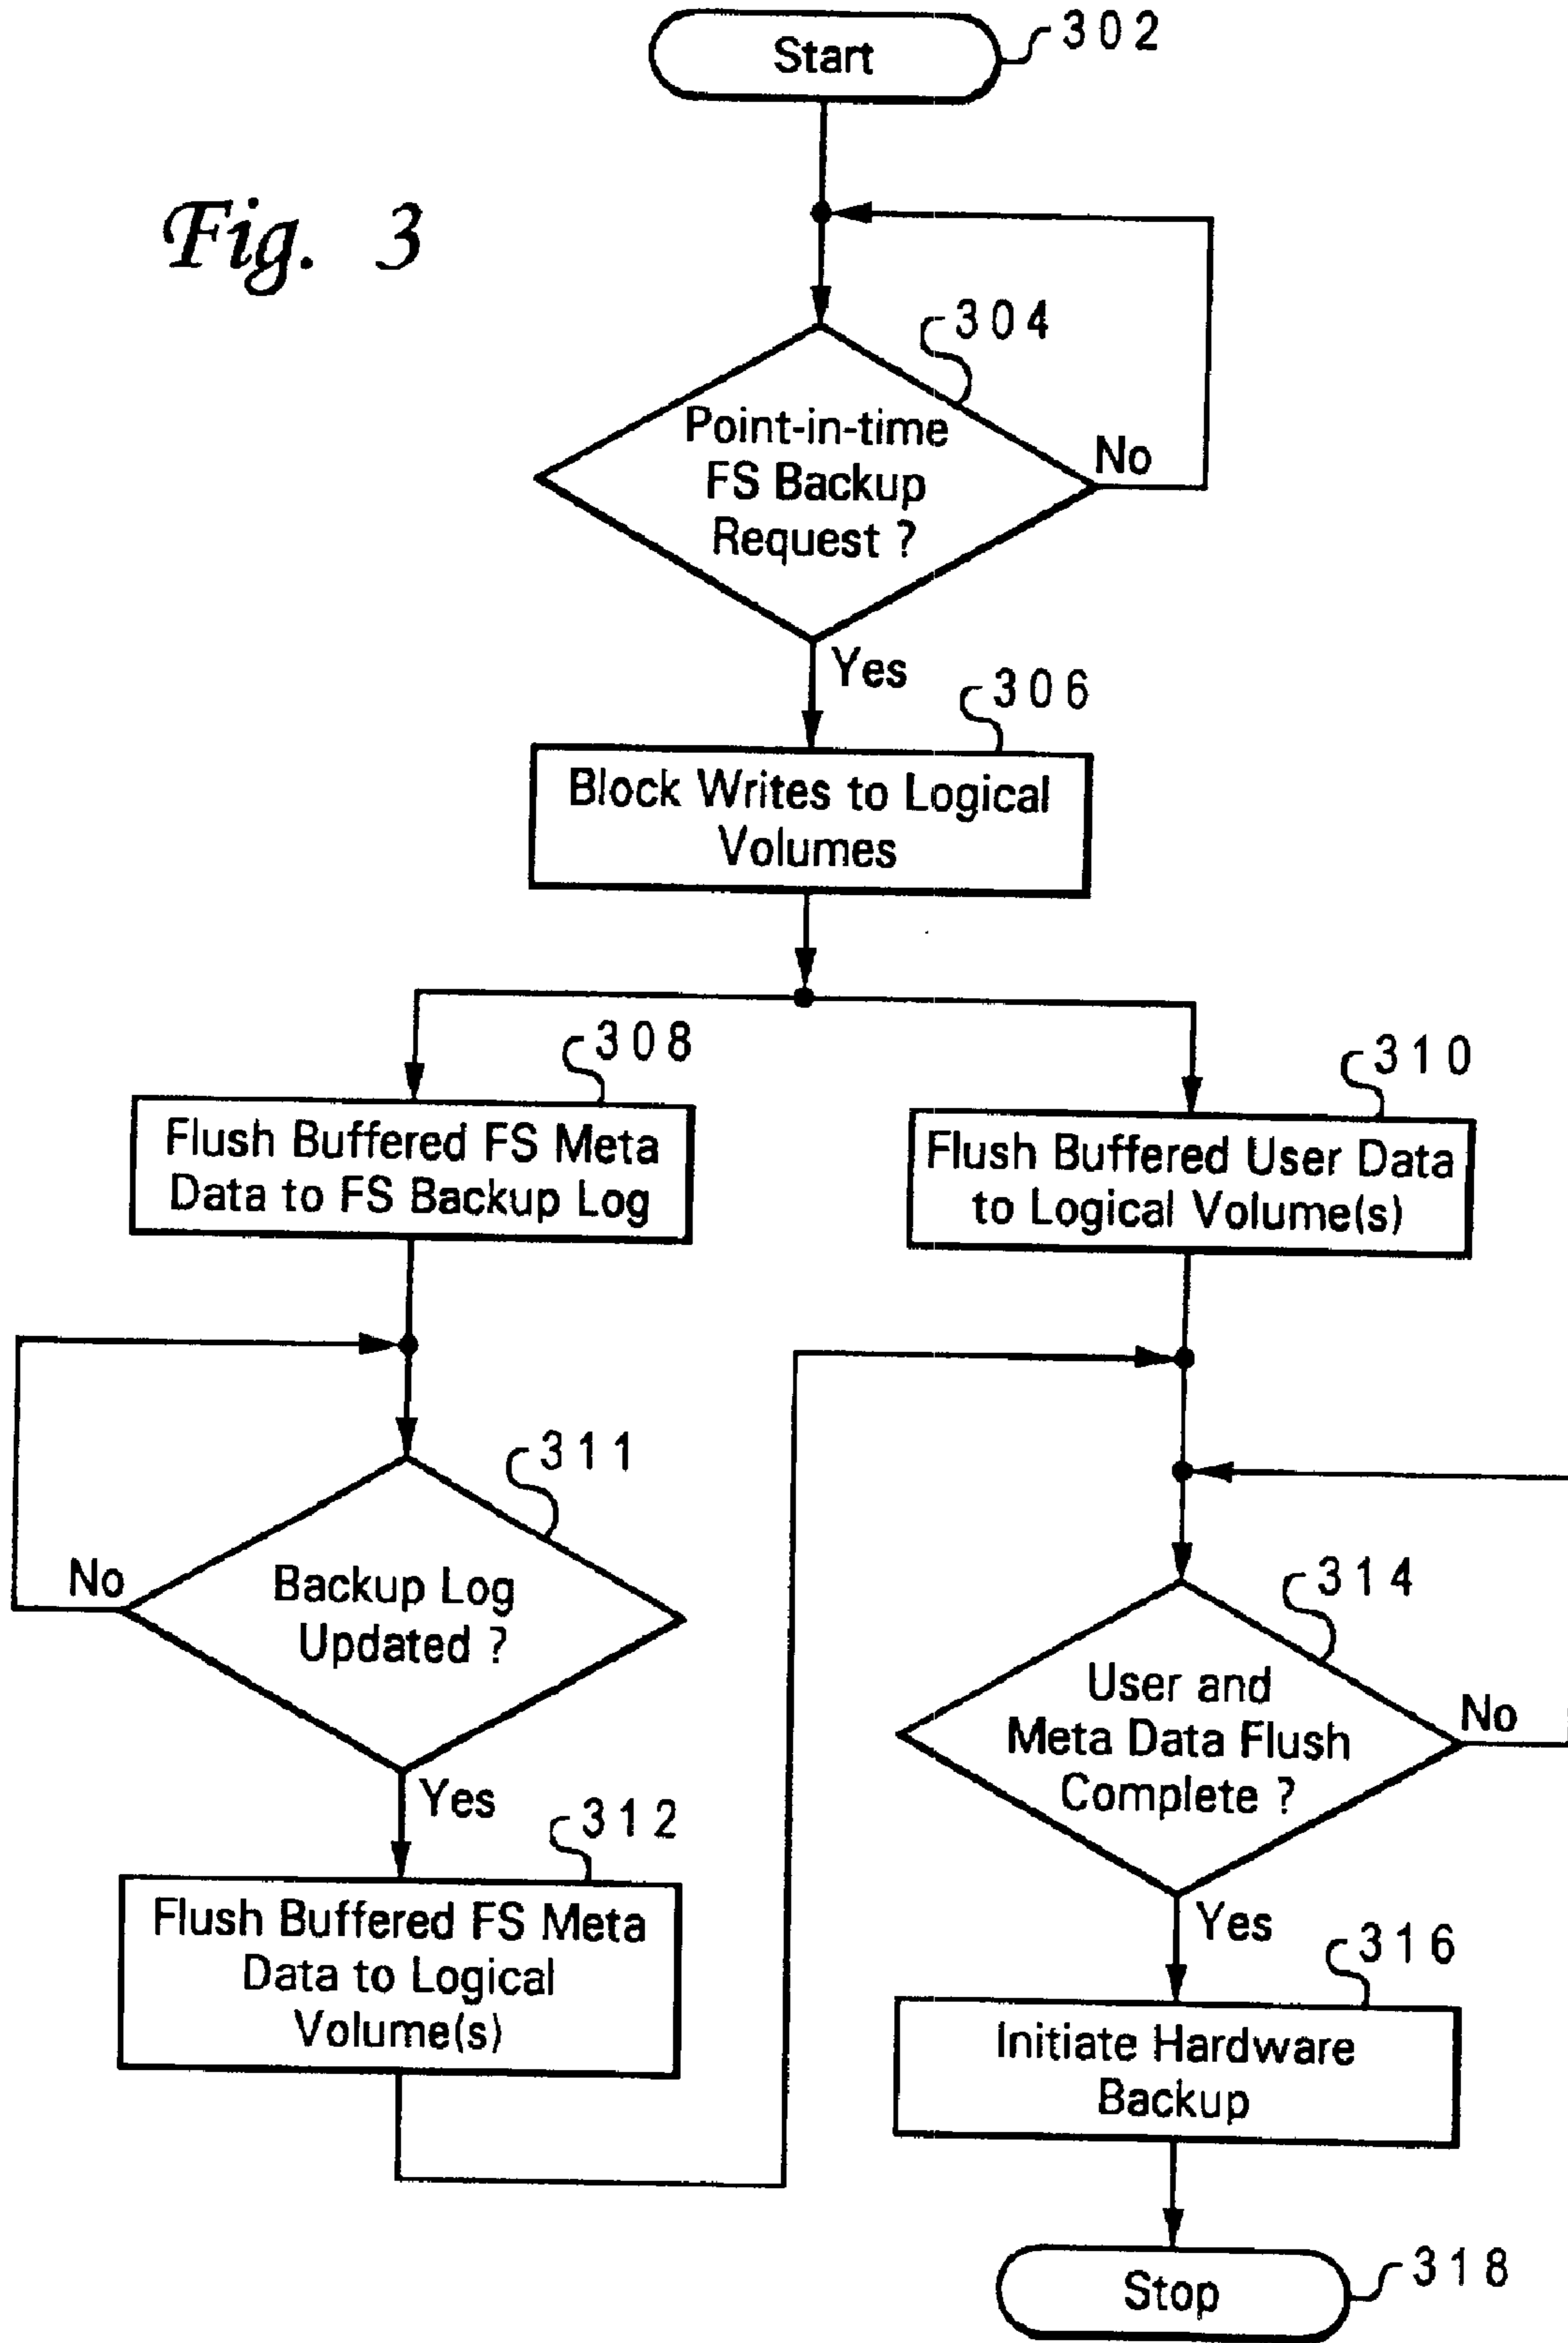 Start
302
Fig. 3
304
Point-in-time
FS Backup
Request ?
No
Yes
306
Block Writes to Logical
Volumes
308
Flush Buffered FS Meta
Data to FS Backup Log
310
Flush Buffered User Data
to Logical Volume(s)
311
Backup Log
Updated ?
No
Yes
312
Flush Buffered FS Meta
Data to Logical
Volume(s)
314
User and
Meta Data Flush
Complete ?
No
Yes
316
Initiate Hardware
Backup
Stop
318